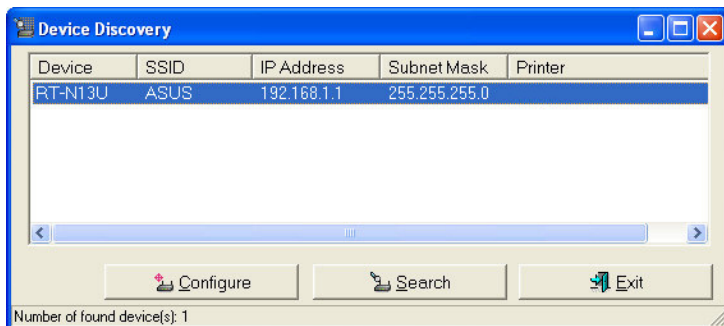 Device Discovery
Device SSID IP Address Subnet Mask Printer
RT-N13U ASUS 192.168.1.1 255.255.255.0
Configure Search Exit
Number of found device(s): 1